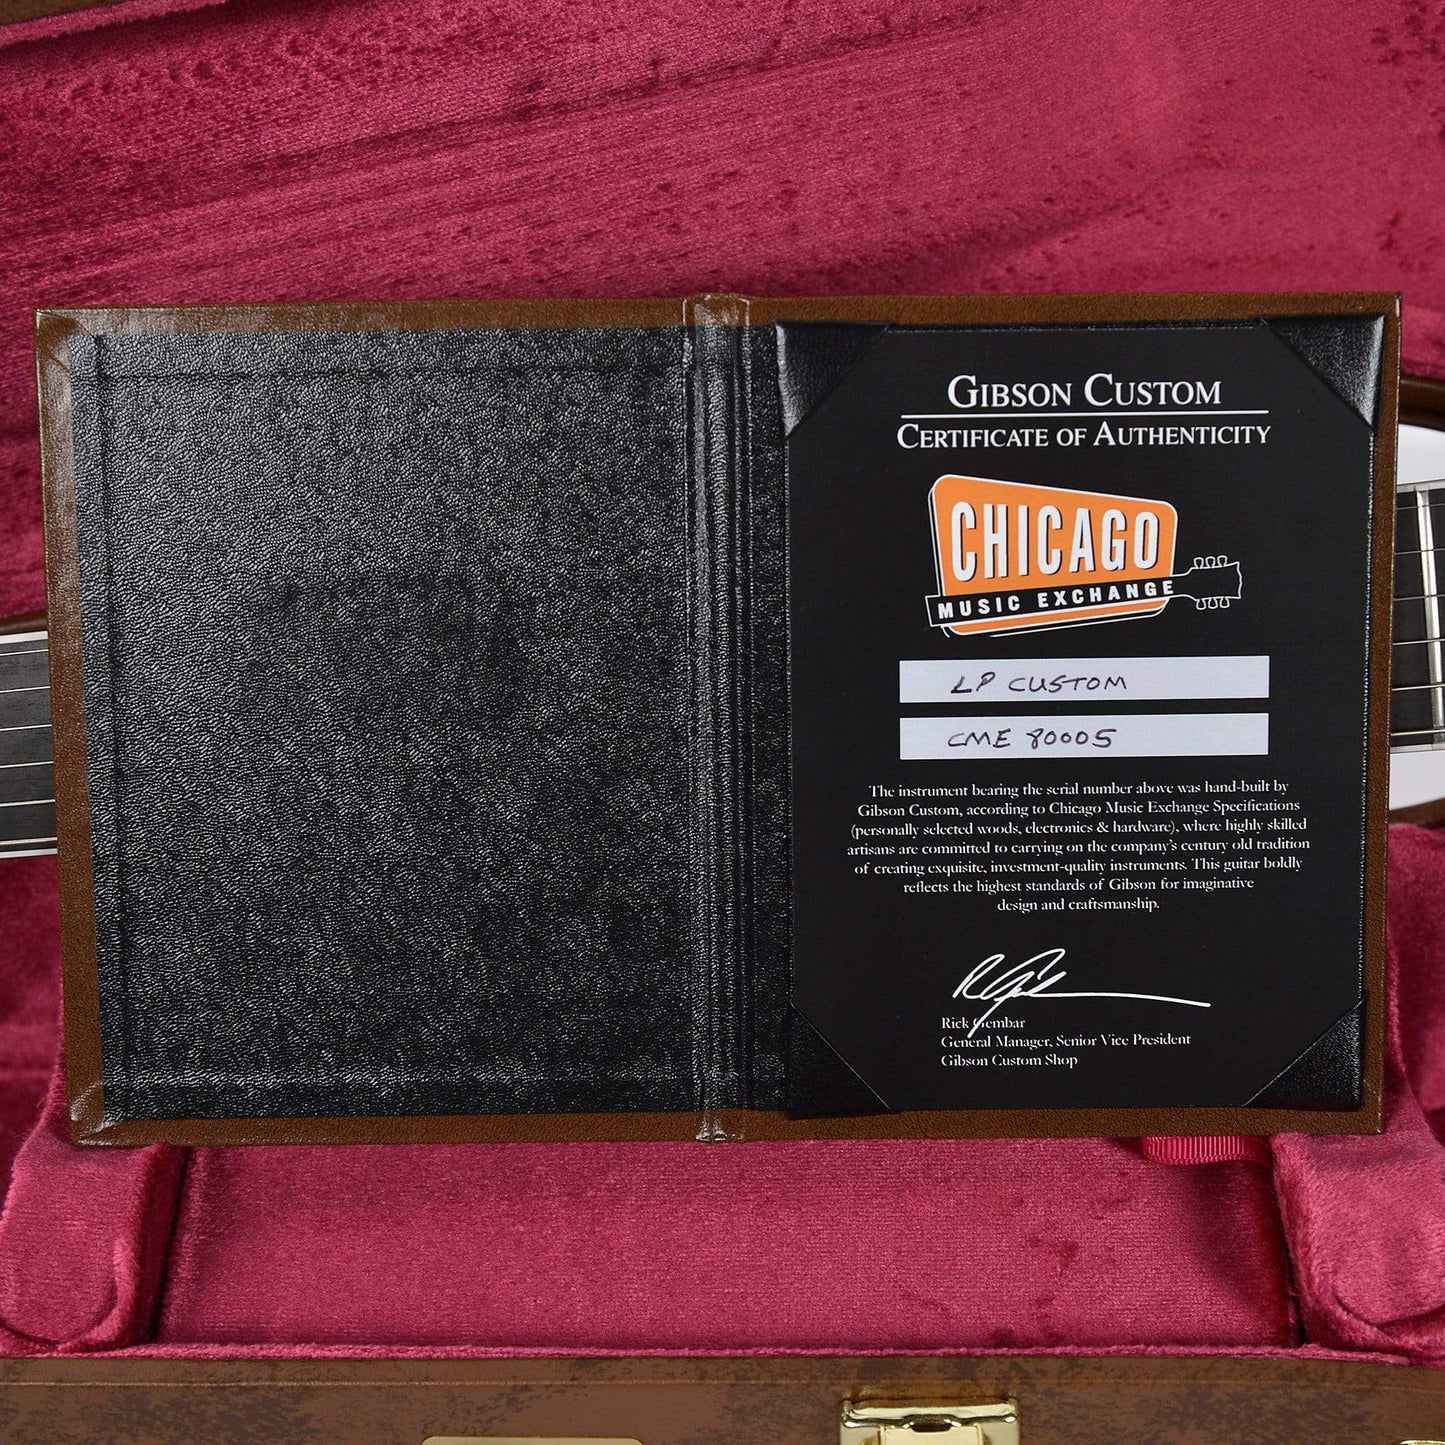 GIBSON CUSTOM
CERTIFICATE OF AUTHENTICITY
CHICAGO
MUSIC EXCHANGE
LP CUSTOM
CME 80005
The instrument bearing the serial number above was hand-built by
Gibson Custom, according to Chicago Music Exchange Specifications
(personally selected woods, electronics & hardware), where highly skilled
artisans are committed to carrying on the company's century old tradition
of creating exquisite, investment-quality instruments. This guitar boldly
reflects the highest standards of Gibson for imaginative
design and craftsmanship.
Rick Gembar
General Manager, Senior Vice President
Gibson Custom Shop